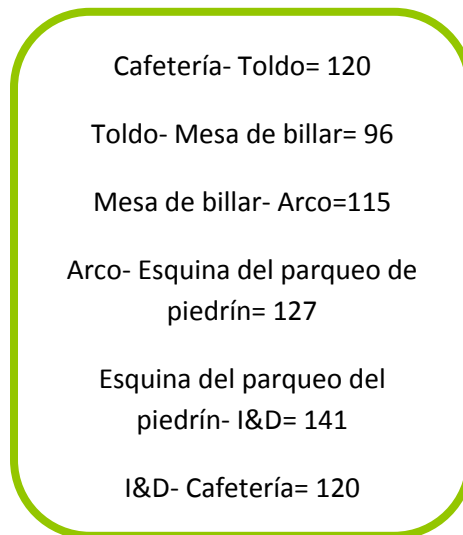 Cafetería- Toldo= 120
Toldo- Mesa de billar= 96
Mesa de billar- Arco=115
Arco- Esquina del parqueo de
piedrín= 127
Esquina del parqueo del
piedrín- I&D= 141
I&D- Cafetería= 120